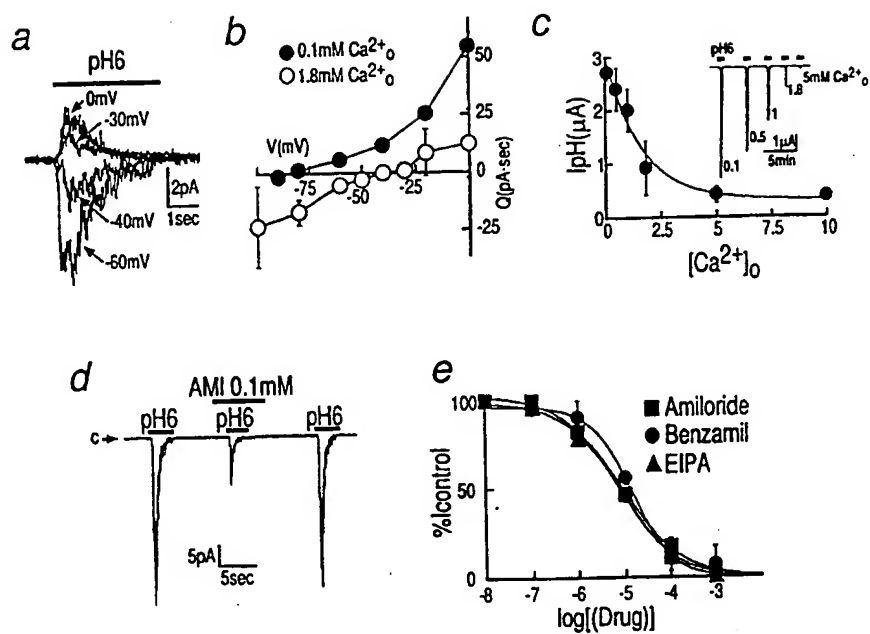 a
pH6
0mV
-30mV
-40mV
-60mV
2pA
1sec
b
0.1mM Ca²⁺o
1.8mM Ca²⁺o
V(mV)
-75
-50
-25
50
25
0
-25
Q(pA·sec)
c
IpH(µA)
3
2
1
0
0
2.5
5
7.5
10
[Ca²⁺]o
pH6
0.1
0.5
1
1.8
5mM Ca²⁺o
1µA
5min
d
AMI 0.1mM
pH6
pH6
pH6
c
5pA
5sec
e
%Icontrol
100
50
0
-8
-7
-6
-5
-4
-3
log[(Drug)]
Amiloride
Benzamil
EIPA